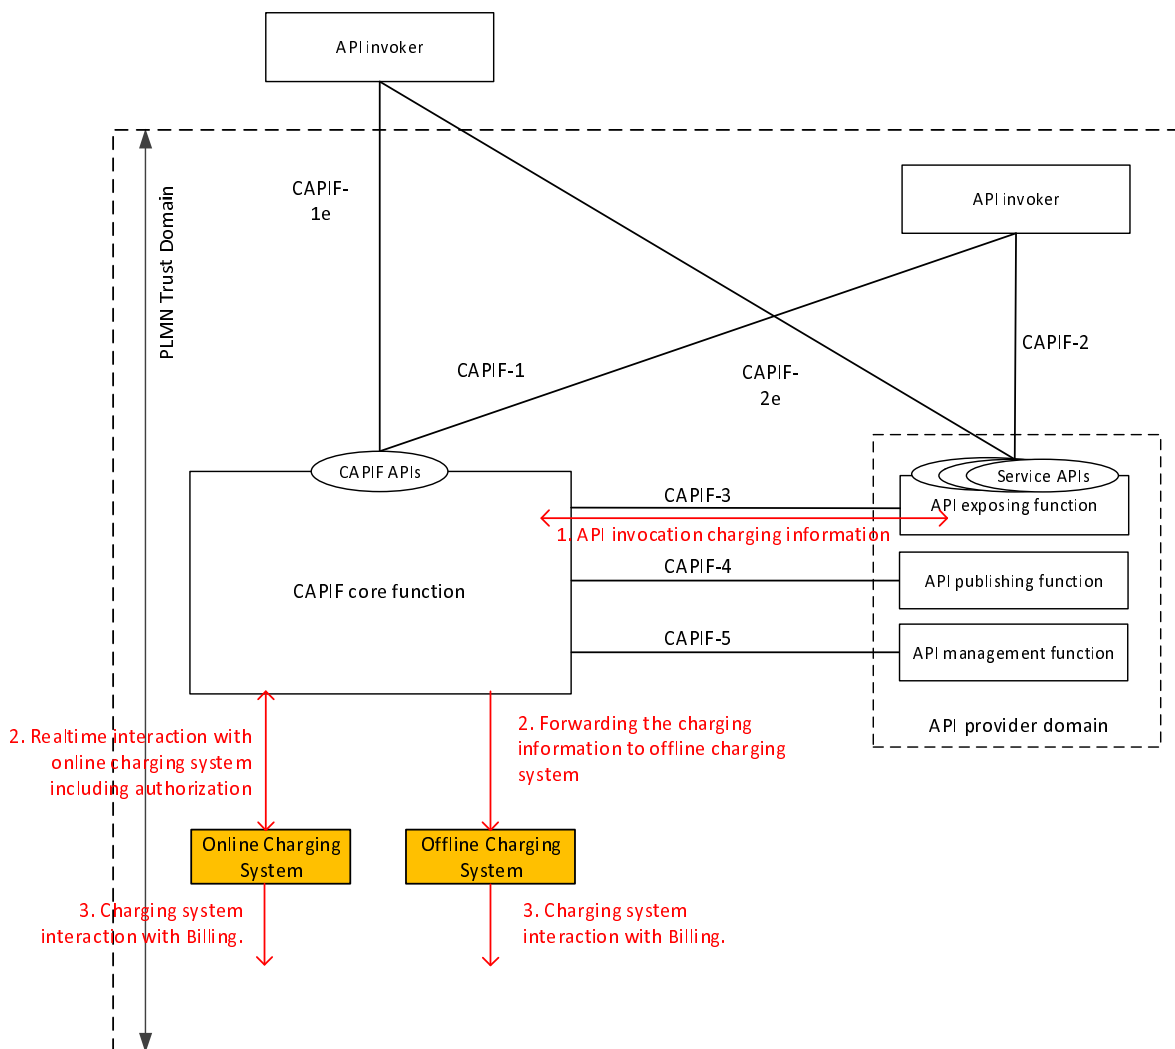 API invoker
CAPIF-
1e
PLMN Trust Domain
API invoker
CAPIF-1
CAPIF-
2e
CAPIF-2
CAPIF APIs
Service APIs
CAPIF-3
API exposing function
1. API invocation charging information
CAPIF-4
API publishing function
CAPIF core function
CAPIF-5
API management function
API provider domain
2. Realtime interaction with
online charging system
including authorization
2. Forwarding the charging
information to offline charging
system
Online Charging
System
Offline Charging
System
3. Charging system
interaction with Billing.
3. Charging system
interaction with Billing.